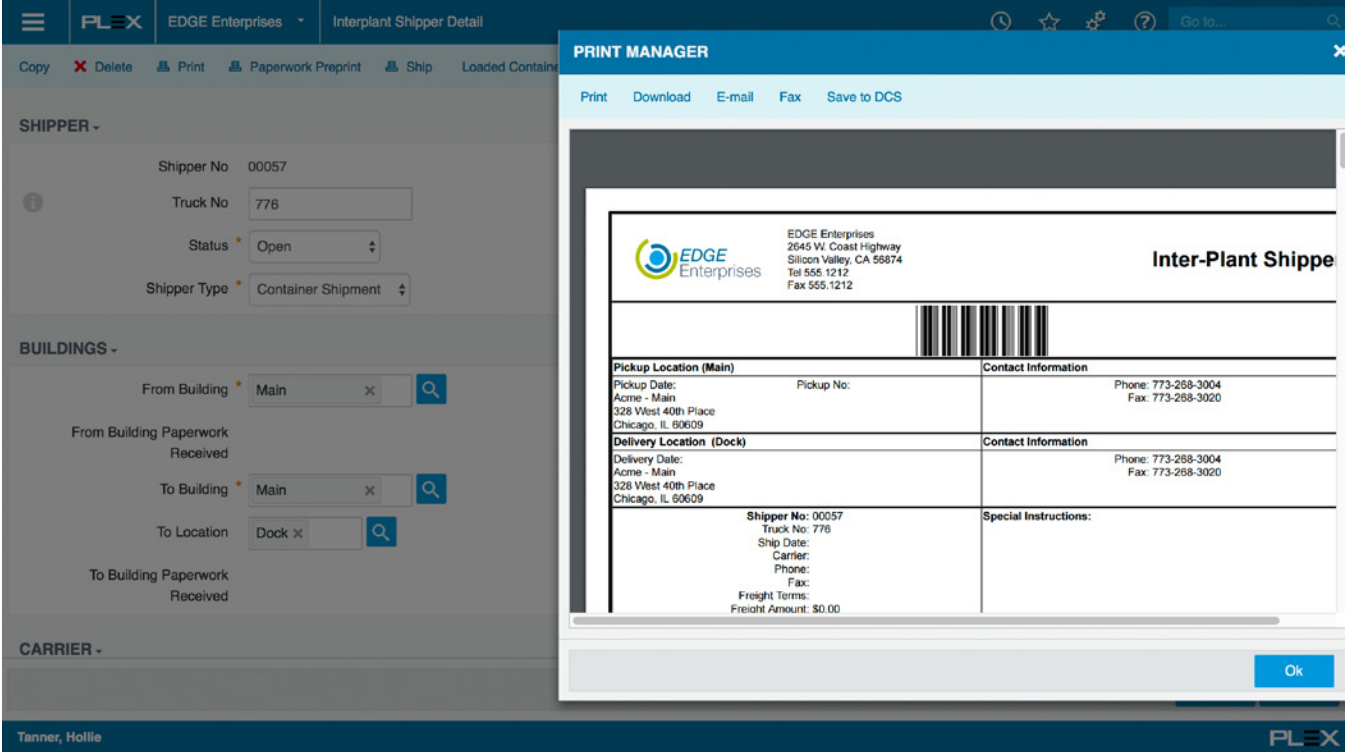 PLEX
EDGE Enterprises
Interplant Shipper Detail
Go to...
Copy
Delete
Print
Paperwork Preprint
Ship
Loaded Containe
SHIPPER
Shipper No 00057
Truck No 776
Status * Open
Shipper Type * Container Shipment
BUILDINGS
From Building * Main
From Building Paperwork
Received
To Building * Main
To Location Dock
To Building Paperwork
Received
CARRIER
PRINT MANAGER
Print Download E-mail Fax Save to DCS
EDGE
Enterprises
EDGE Enterprises
2645 W. Coast Highway
Silicon Valley, CA 56874
Tel 555.1212
Fax 555.1212
Inter-Plant Shippe
Pickup Location (Main)
Contact Information
Pickup Date: Pickup No:
Acme - Main
328 West 40th Place
Chicago, IL 60609
Phone: 773-268-3004
Fax: 773-268-3020
Delivery Location (Dock)
Contact Information
Delivery Date:
Acme - Main
328 West 40th Place
Chicago, IL 60609
Phone: 773-268-3004
Fax: 773-268-3020
Shipper No: 00057
Truck No: 776
Ship Date:
Carrier:
Phone:
Fax:
Freight Terms:
Freight Amount: $0.00
Special Instructions:
Ok
Tanner, Hollie
PLEX